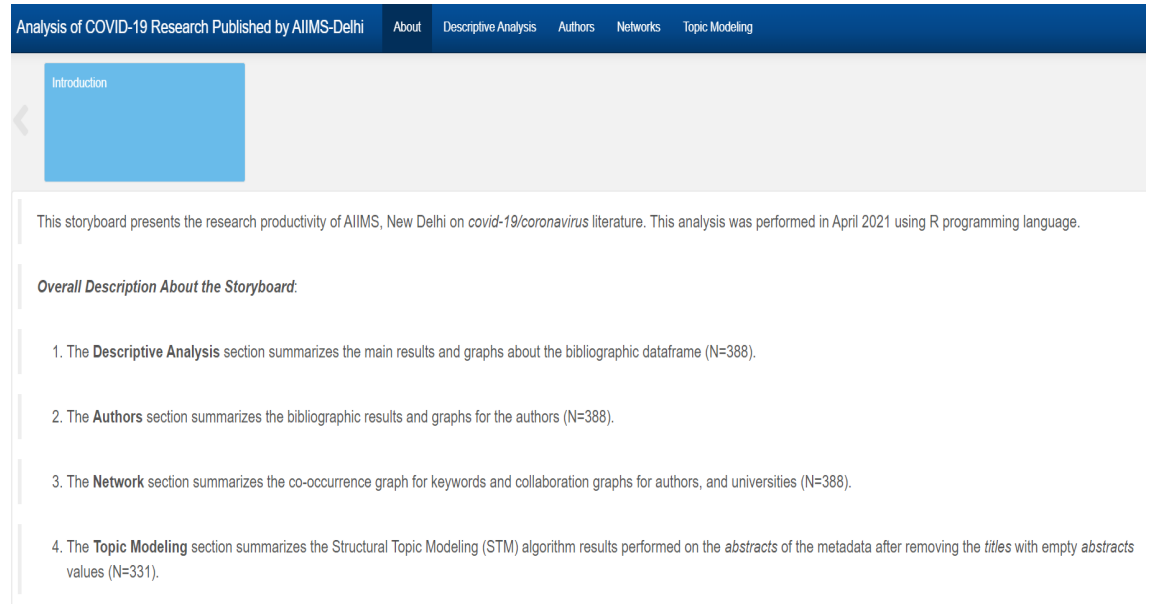 Analysis of COVID-19 Research Published by AIIMS-Delhi About Descriptive Analysis Authors Networks Topic Modeling
Introduction
This storyboard presents the research productivity of AIIMS, New Delhi on covid-19/coronavirus literature. This analysis was performed in April 2021 using R programming language.
Overall Description About the Storyboard:
1. The Descriptive Analysis section summarizes the main results and graphs about the bibliographic dataframe (N=388).
2. The Authors section summarizes the bibliographic results and graphs for the authors (N=388).
3. The Network section summarizes the co-occurrence graph for keywords and collaboration graphs for authors, and universities (N=388).
4. The Topic Modeling section summarizes the Structural Topic Modeling (STM) algorithm results performed on the abstracts of the metadata after removing the titles with empty abstracts
values (N=331).